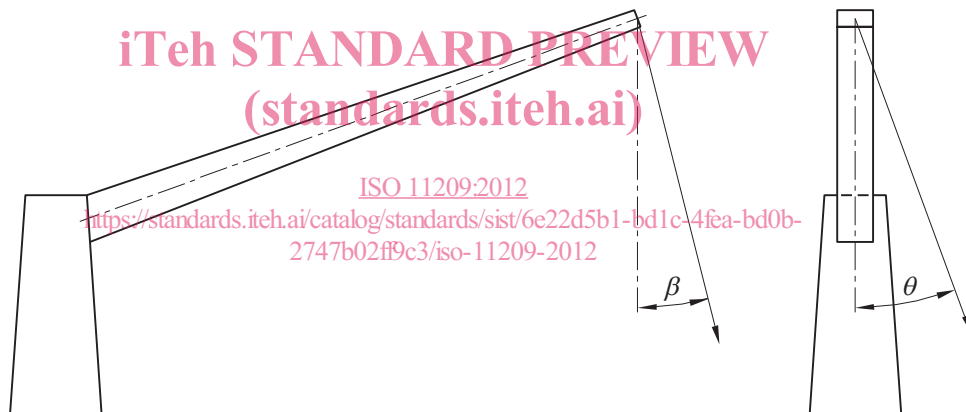 iTeh STANDARD PREVIEW
(standards.iteh.ai)
ISO 11209:2012
https://standards.iteh.ai/catalog/standards/sist/6e22d5b1-bd1c-4fea-bd0b-
2747b02ff9c3/iso-11209-2012
β
θ